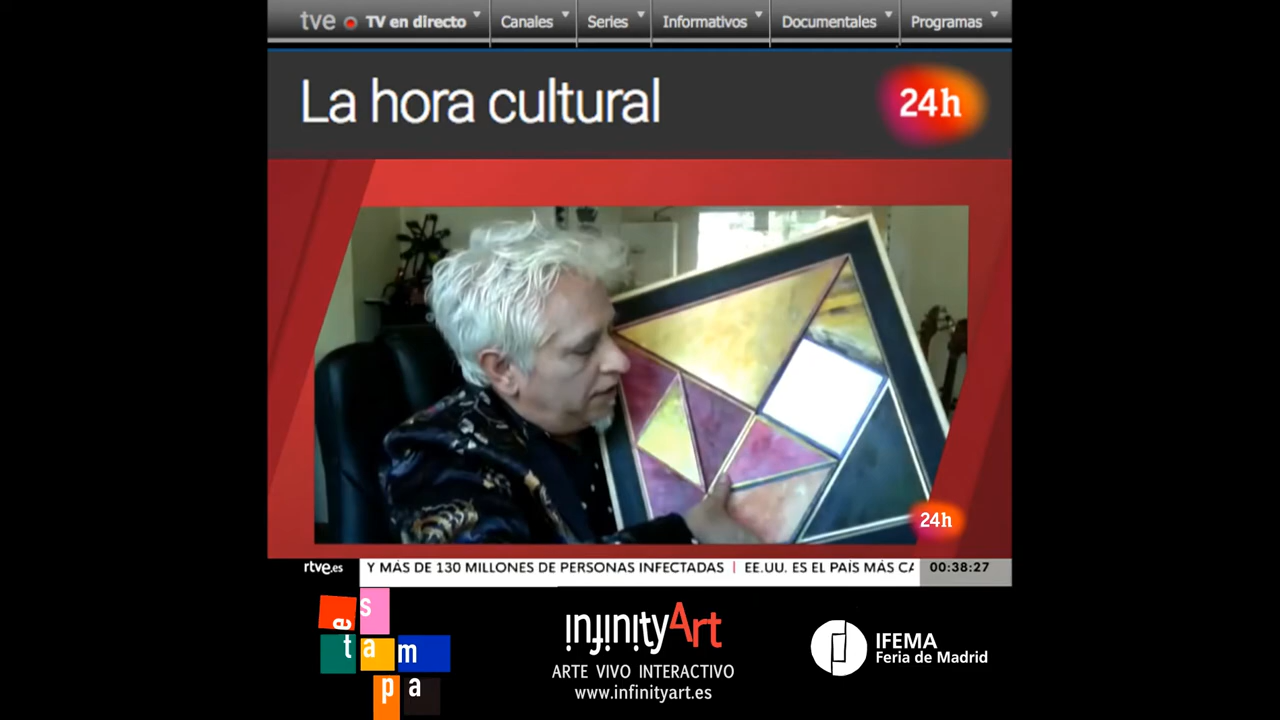 tve TV en directo Canales Series Informativos Documentales Programas
La hora cultural
24h
24h
rtve.es Y MÁS DE 130 MILLONES DE PERSONAS INFECTADAS | EE.UU. ES EL PAÍS MÁS CA 00:38:27
estampa
infinityArt
ARTE VIVO INTERACTIVO
www.infinityart.es
IFEMA
Feria de Madrid